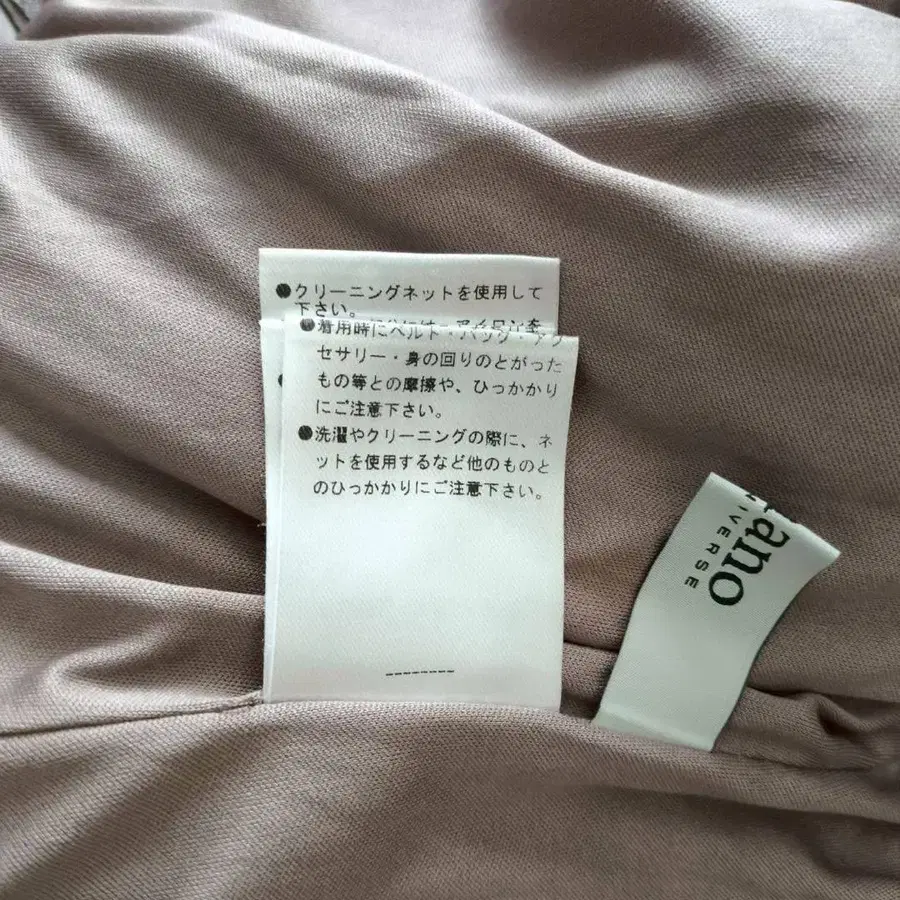 ●クリーニングネットを使用して
下さい。
●着用時にベルト・バッグ・アク
セサリー・身の回りのとがった
もの等との摩擦や、ひっかかり
にご注意下さい。
●洗濯やクリーニングの際に、ネ
ットを使用するなど他のものと
のひっかかりにご注意下さい。
tano
NIVERSE